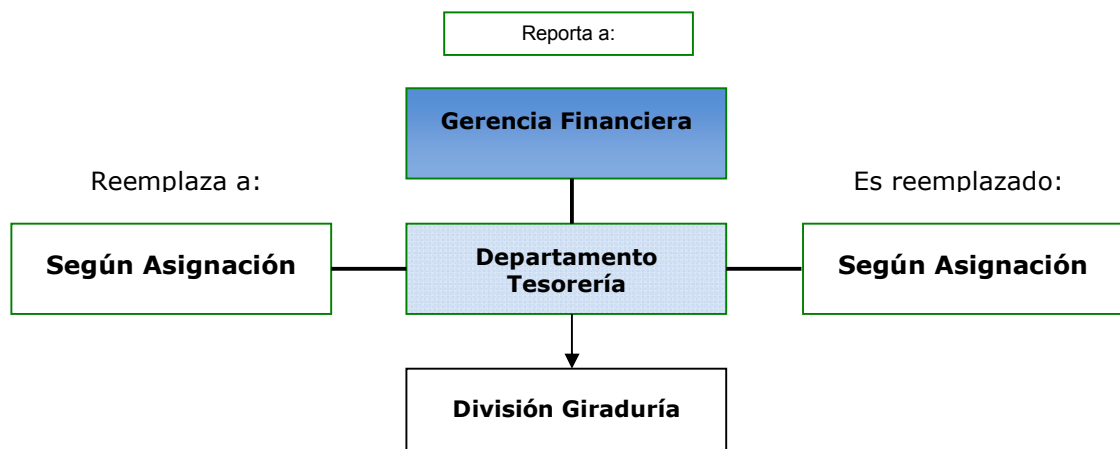 Reporta a:
Gerencia Financiera
Reemplaza a:
Es reemplazado:
Según Asignación
Departamento
Tesorería
Según Asignación
División Giraduría